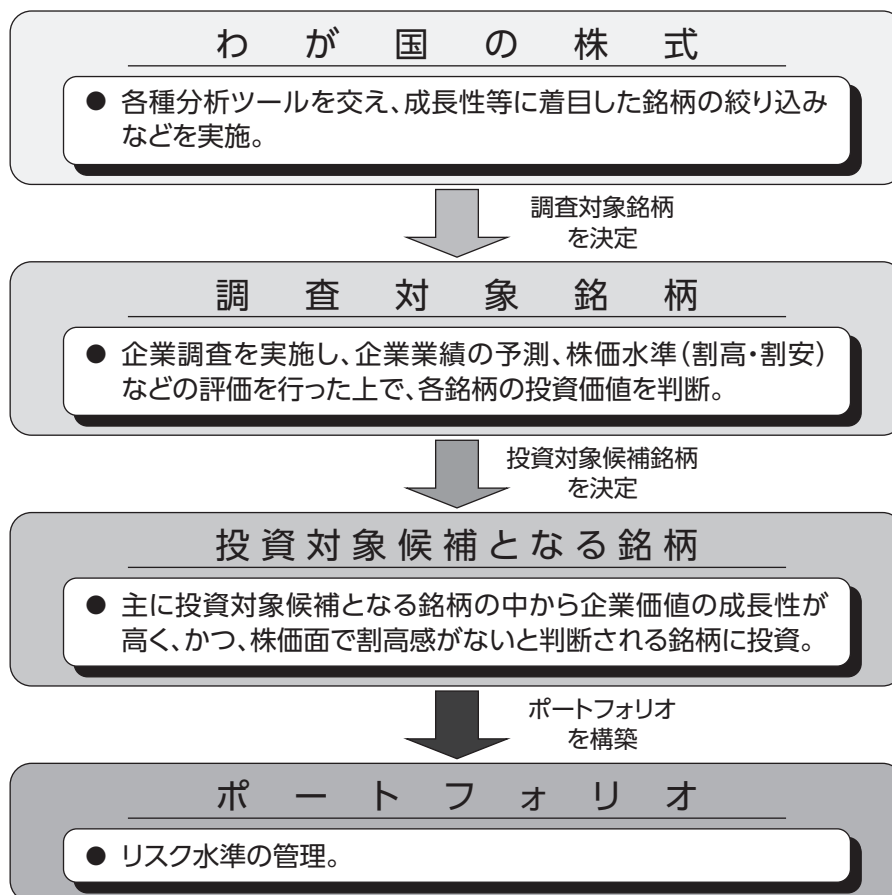 わが国の株式
● 各種分析ツールを交え、成長性等に着目した銘柄の絞り込み
などを実施。
調査対象銘柄
を決定
調査対象銘柄
● 企業調査を実施し、企業業績の予測、株価水準(割高・割安)
などの評価を行った上で、各銘柄の投資価値を判断。
投資対象候補銘柄
を決定
投資対象候補となる銘柄
● 主に投資対象候補となる銘柄の中から企業価値の成長性が
高く、かつ、株価面で割高感がないと判断される銘柄に投資。
ポートフォリオ
を構築
ポートフォリオ
● リスク水準の管理。